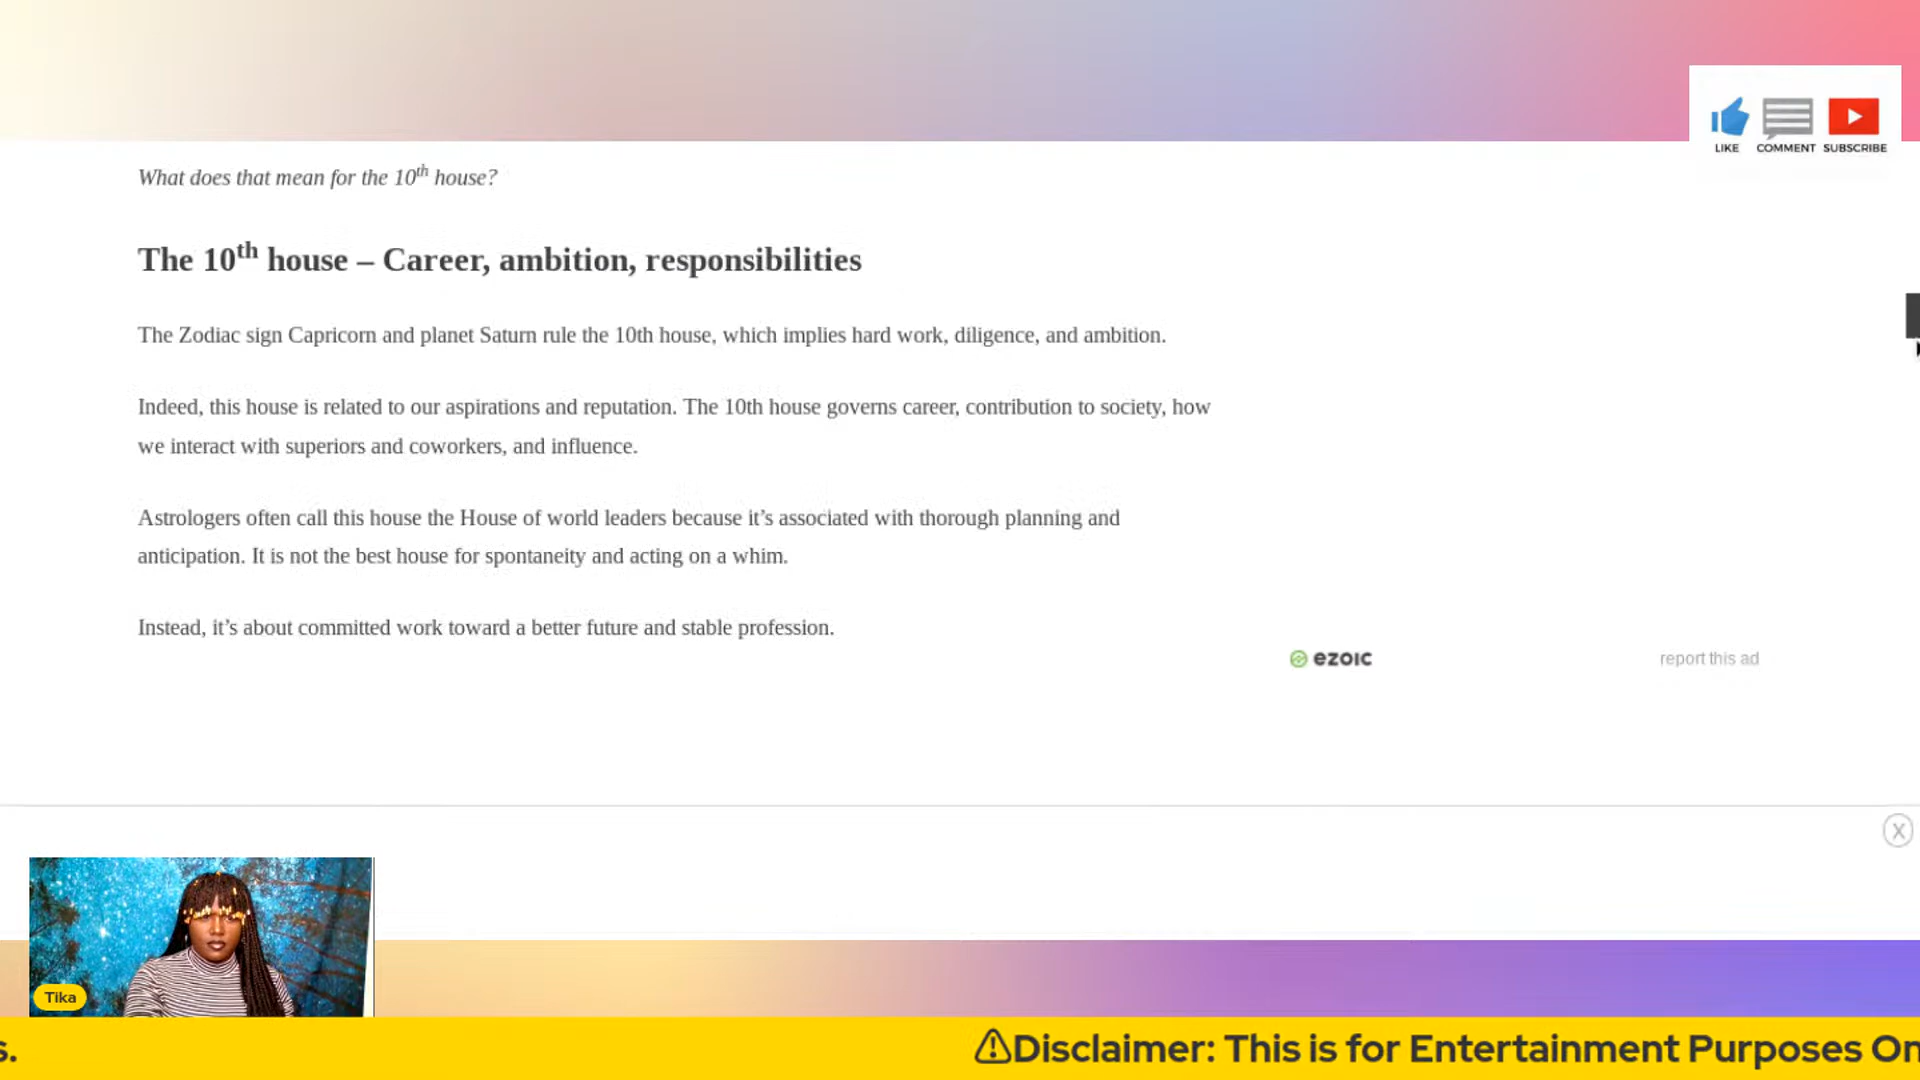 LIKE COMMENT SUBSCRIBE
What does that mean for the 10th house?
The 10th house – Career, ambition, responsibilities
The Zodiac sign Capricorn and planet Saturn rule the 10th house, which implies hard work, diligence, and ambition.
Indeed, this house is related to our aspirations and reputation. The 10th house governs career, contribution to society, how
we interact with superiors and coworkers, and influence.
Astrologers often call this house the House of world leaders because it’s associated with thorough planning and
anticipation. It is not the best house for spontaneity and acting on a whim.
Instead, it’s about committed work toward a better future and stable profession.
ezoic report this ad
X
Tika
s. ⚠Disclaimer: This is for Entertainment Purposes On